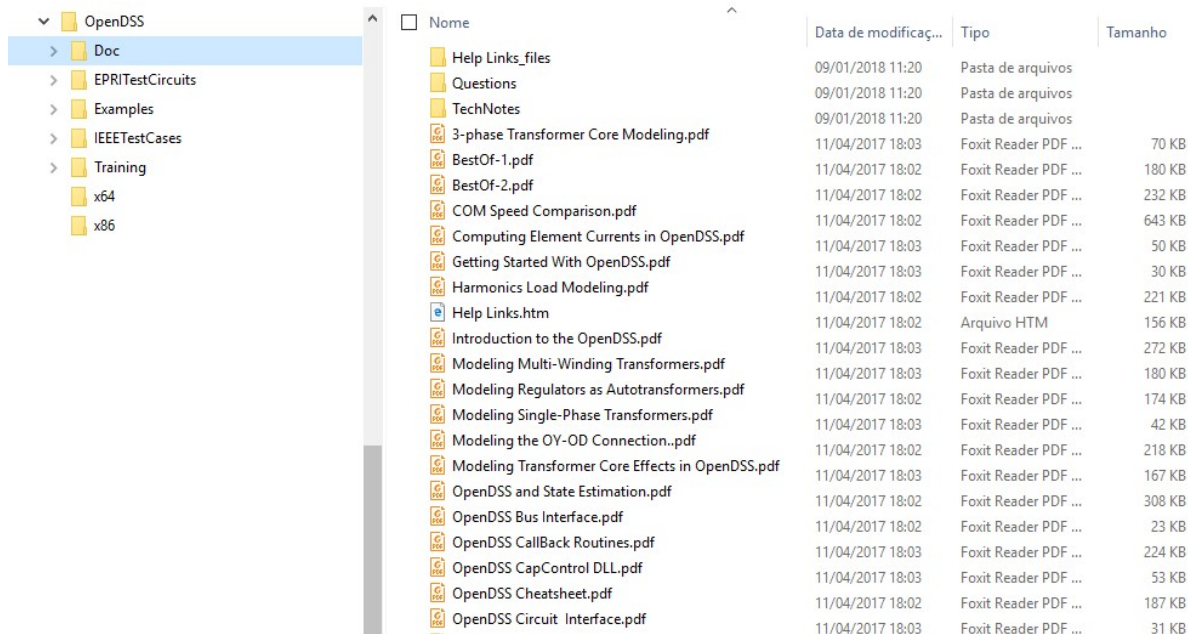 OpenDSS
Doc
EPRITestCircuits
Examples
IEEETestCases
Training
x64
x86
Nome Data de modificaç... Tipo Tamanho
Help Links_files 09/01/2018 11:20 Pasta de arquivos
Questions 09/01/2018 11:20 Pasta de arquivos
TechNotes 09/01/2018 11:20 Pasta de arquivos
3-phase Transformer Core Modeling.pdf 11/04/2017 18:03 Foxit Reader PDF ... 70 KB
BestOf-1.pdf 11/04/2017 18:02 Foxit Reader PDF ... 180 KB
BestOf-2.pdf 11/04/2017 18:02 Foxit Reader PDF ... 232 KB
COM Speed Comparison.pdf 11/04/2017 18:02 Foxit Reader PDF ... 643 KB
Computing Element Currents in OpenDSS.pdf 11/04/2017 18:03 Foxit Reader PDF ... 50 KB
Getting Started With OpenDSS.pdf 11/04/2017 18:03 Foxit Reader PDF ... 30 KB
Harmonics Load Modeling.pdf 11/04/2017 18:02 Foxit Reader PDF ... 221 KB
Help Links.htm 11/04/2017 18:02 Arquivo HTM 156 KB
Introduction to the OpenDSS.pdf 11/04/2017 18:03 Foxit Reader PDF ... 272 KB
Modeling Multi-Winding Transformers.pdf 11/04/2017 18:03 Foxit Reader PDF ... 180 KB
Modeling Regulators as Autotransformers.pdf 11/04/2017 18:02 Foxit Reader PDF ... 174 KB
Modeling Single-Phase Transformers.pdf 11/04/2017 18:03 Foxit Reader PDF ... 42 KB
Modeling the OY-OD Connection..pdf 11/04/2017 18:02 Foxit Reader PDF ... 218 KB
Modeling Transformer Core Effects in OpenDSS.pdf 11/04/2017 18:03 Foxit Reader PDF ... 167 KB
OpenDSS and State Estimation.pdf 11/04/2017 18:02 Foxit Reader PDF ... 308 KB
OpenDSS Bus Interface.pdf 11/04/2017 18:02 Foxit Reader PDF ... 23 KB
OpenDSS CallBack Routines.pdf 11/04/2017 18:03 Foxit Reader PDF ... 224 KB
OpenDSS CapControl DLL.pdf 11/04/2017 18:03 Foxit Reader PDF ... 53 KB
OpenDSS Cheatsheet.pdf 11/04/2017 18:02 Foxit Reader PDF ... 187 KB
OpenDSS Circuit Interface.pdf 11/04/2017 18:03 Foxit Reader PDF ... 31 KB